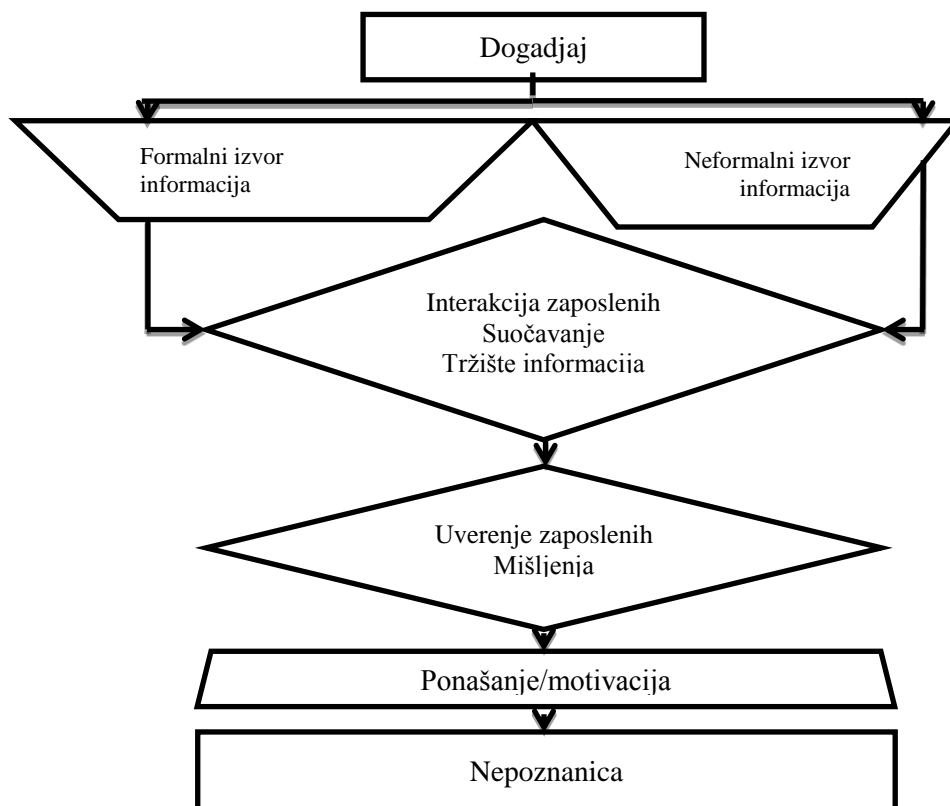 Dogadjaj
Formalni izvor
informacija
Neformalni izvor
informacija
Interakcija zaposlenih
Suočavanje
Tržište informacija
Uverenje zaposlenih
Mišljenja
Ponašanje/motivacija
Nepoznanica